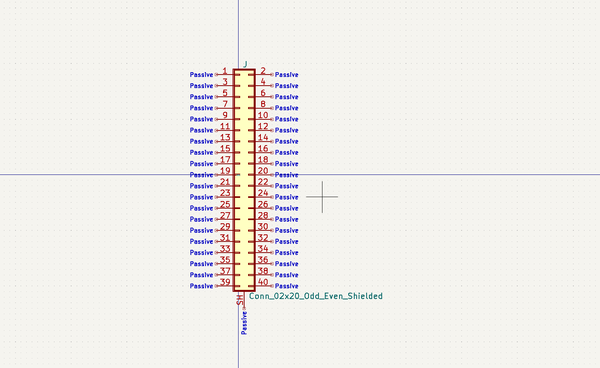 J
Passive 1 2 Passive
Passive 3 4 Passive
Passive 5 6 Passive
Passive 7 8 Passive
Passive 9 10 Passive
Passive 11 12 Passive
Passive 13 14 Passive
Passive 15 16 Passive
Passive 17 18 Passive
Passive 19 20 Passive
Passive 21 22 Passive
Passive 23 24 Passive
Passive 25 26 Passive
Passive 27 28 Passive
Passive 29 30 Passive
Passive 31 32 Passive
Passive 33 34 Passive
Passive 35 36 Passive
Passive 37 38 Passive
Passive 39 40 Passive
SH Conn_02x20_Odd_Even_Shielded
Passive